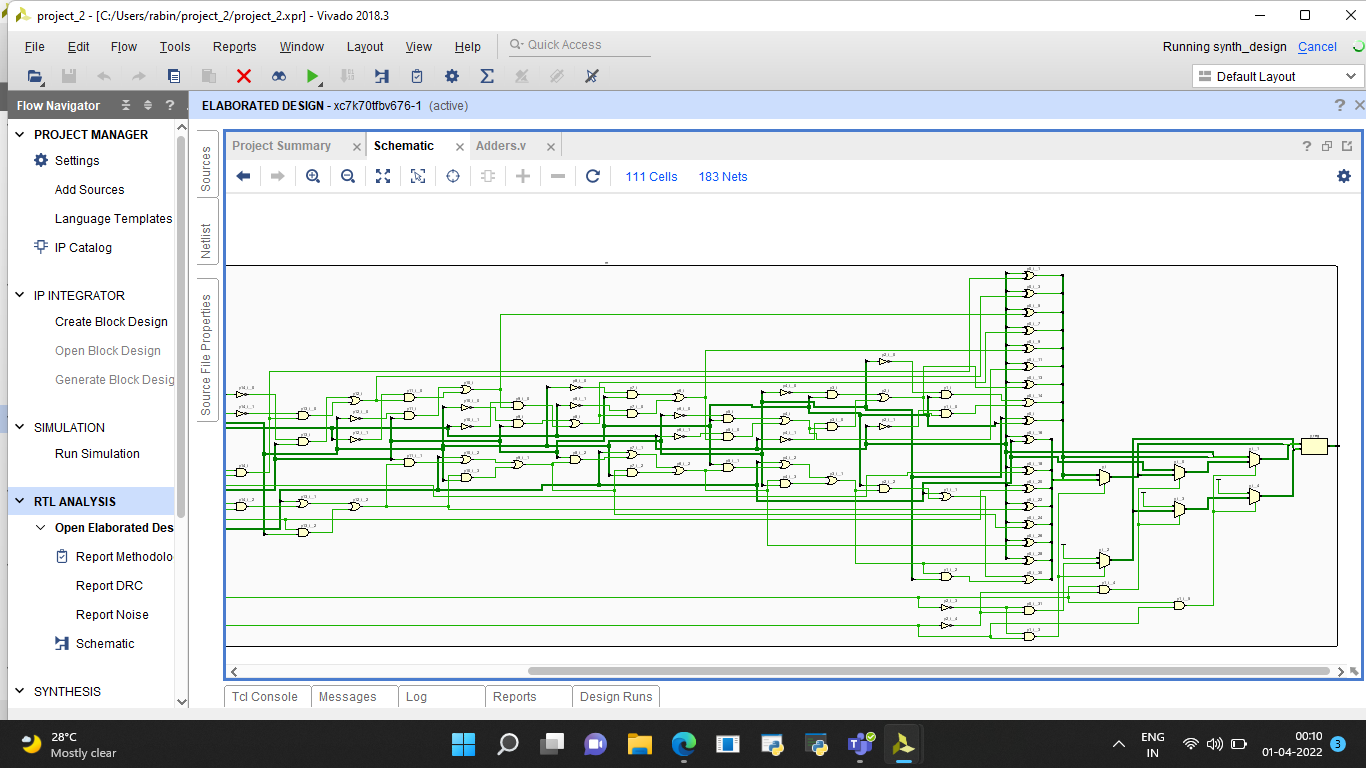 project_2 - [C:/Users/rabin/project_2/project_2.xpr] - Vivado 2018.3
File Edit Flow Tools Reports Window Layout View Help Quick Access
Running synth_design Cancel
Default Layout
Flow Navigator
ELABORATED DESIGN - xc7k70tfbv676-1 (active)
PROJECT MANAGER
Settings
Add Sources
Language Templates
IP Catalog
IP INTEGRATOR
Create Block Design
Open Block Design
Generate Block Desig
SIMULATION
Run Simulation
RTL ANALYSIS
Open Elaborated Des
Report Methodolo
Report DRC
Report Noise
Schematic
SYNTHESIS
Sources
Netlist
Source File Properties
Project Summary Schematic Adders.v
111 Cells 183 Nets
Tcl Console Messages Log Reports Design Runs
28°C
Mostly clear
ENG
IN
00:10
01-04-2022
3